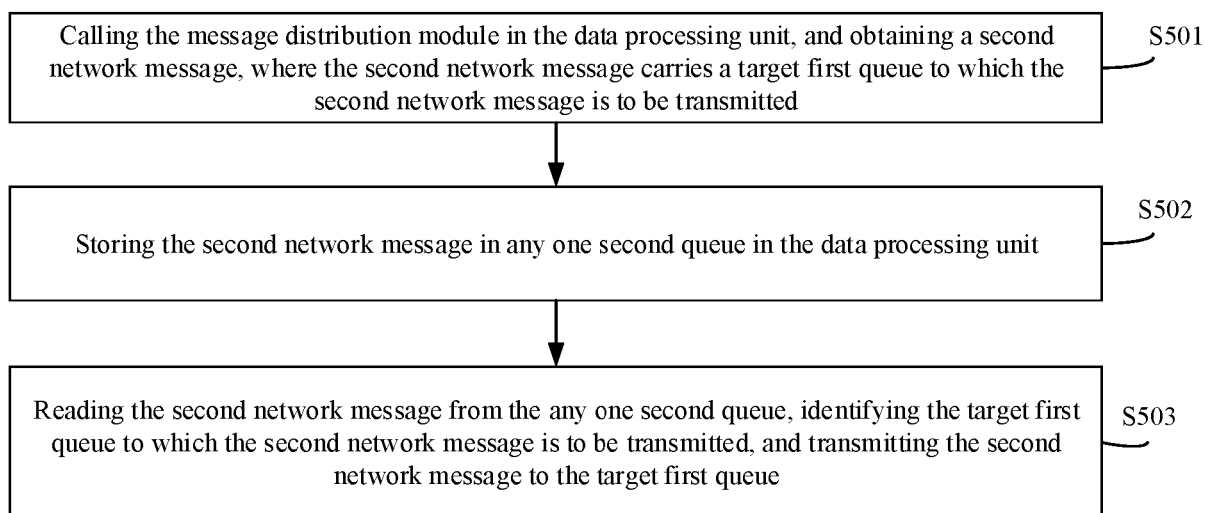 Calling the message distribution module in the data processing unit, and obtaining a second
network message, where the second network message carries a target first queue to which the
second network message is to be transmitted
S501
Storing the second network message in any one second queue in the data processing unit
S502
Reading the second network message from the any one second queue, identifying the target first
queue to which the second network message is to be transmitted, and transmitting the second
network message to the target first queue
S503